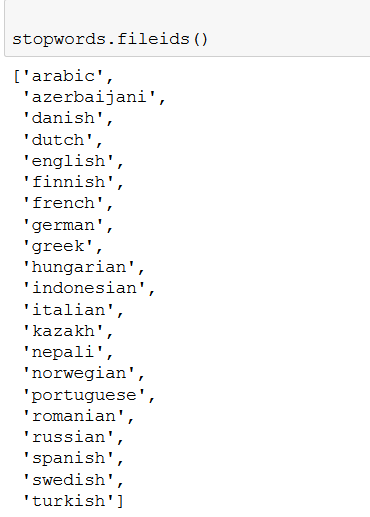 stopwords.fileids()
['arabic',
 'azerbaijani',
 'danish',
 'dutch',
 'english',
 'finnish',
 'french',
 'german',
 'greek',
 'hungarian',
 'indonesian',
 'italian',
 'kazakh',
 'nepali',
 'norwegian',
 'portuguese',
 'romanian',
 'russian',
 'spanish',
 'swedish',
 'turkish']